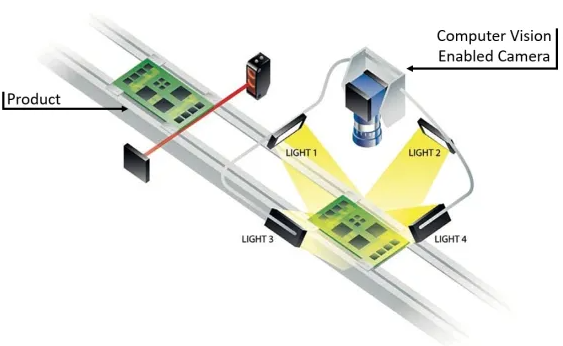 Computer Vision
Enabled Camera
Product
LIGHT 1
LIGHT 2
LIGHT 3
LIGHT 4